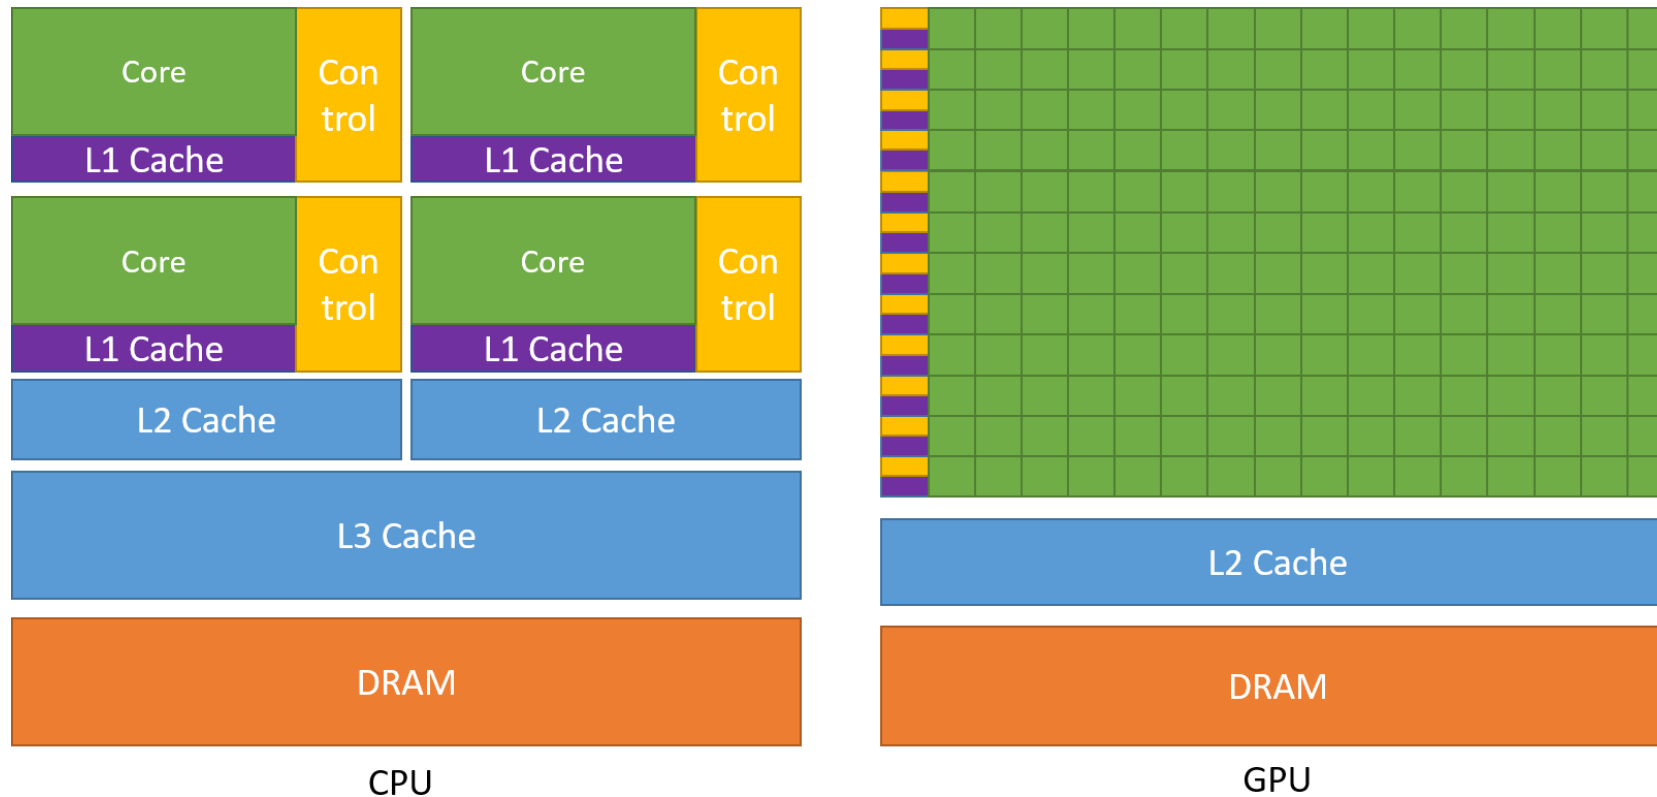 Core
Con
trol
L1 Cache
Core
Con
trol
L1 Cache
Core
Con
trol
L1 Cache
Core
Con
trol
L1 Cache
L2 Cache
L2 Cache
L3 Cache
DRAM
CPU
L2 Cache
DRAM
GPU